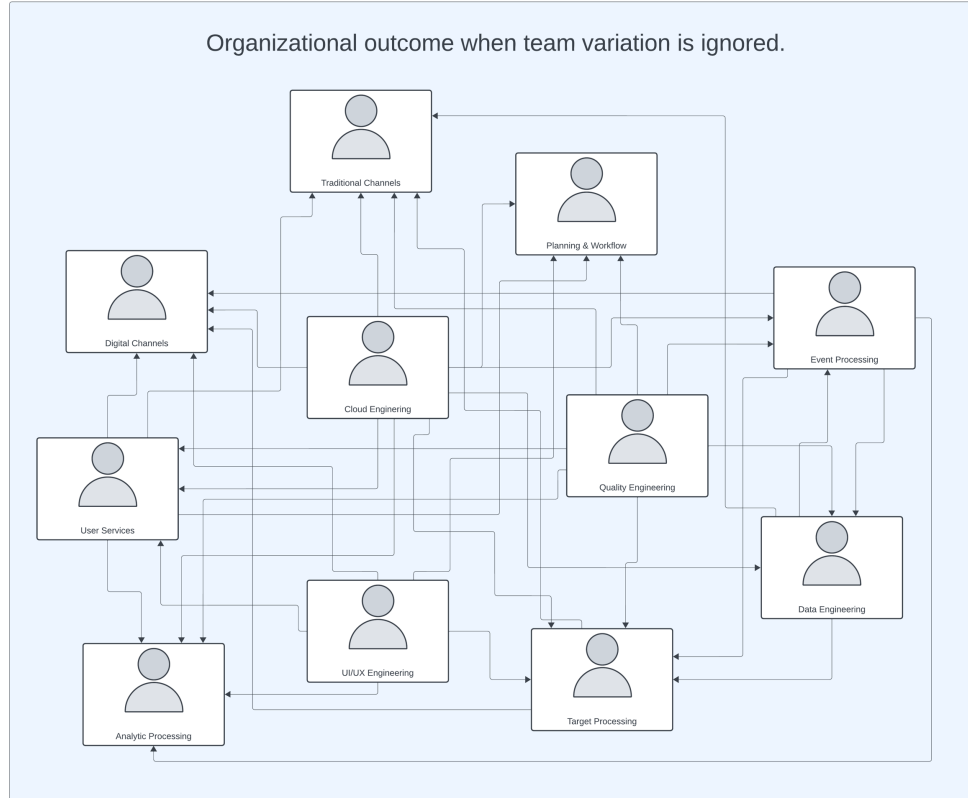 Organizational outcome when team variation is ignored.
Traditional Channels
Planning & Workflow
Digital Channels
Event Processing
Cloud Enginering
Quality Engineering
User Services
Data Engineering
UI/UX Engineering
Target Processing
Analytic Processing